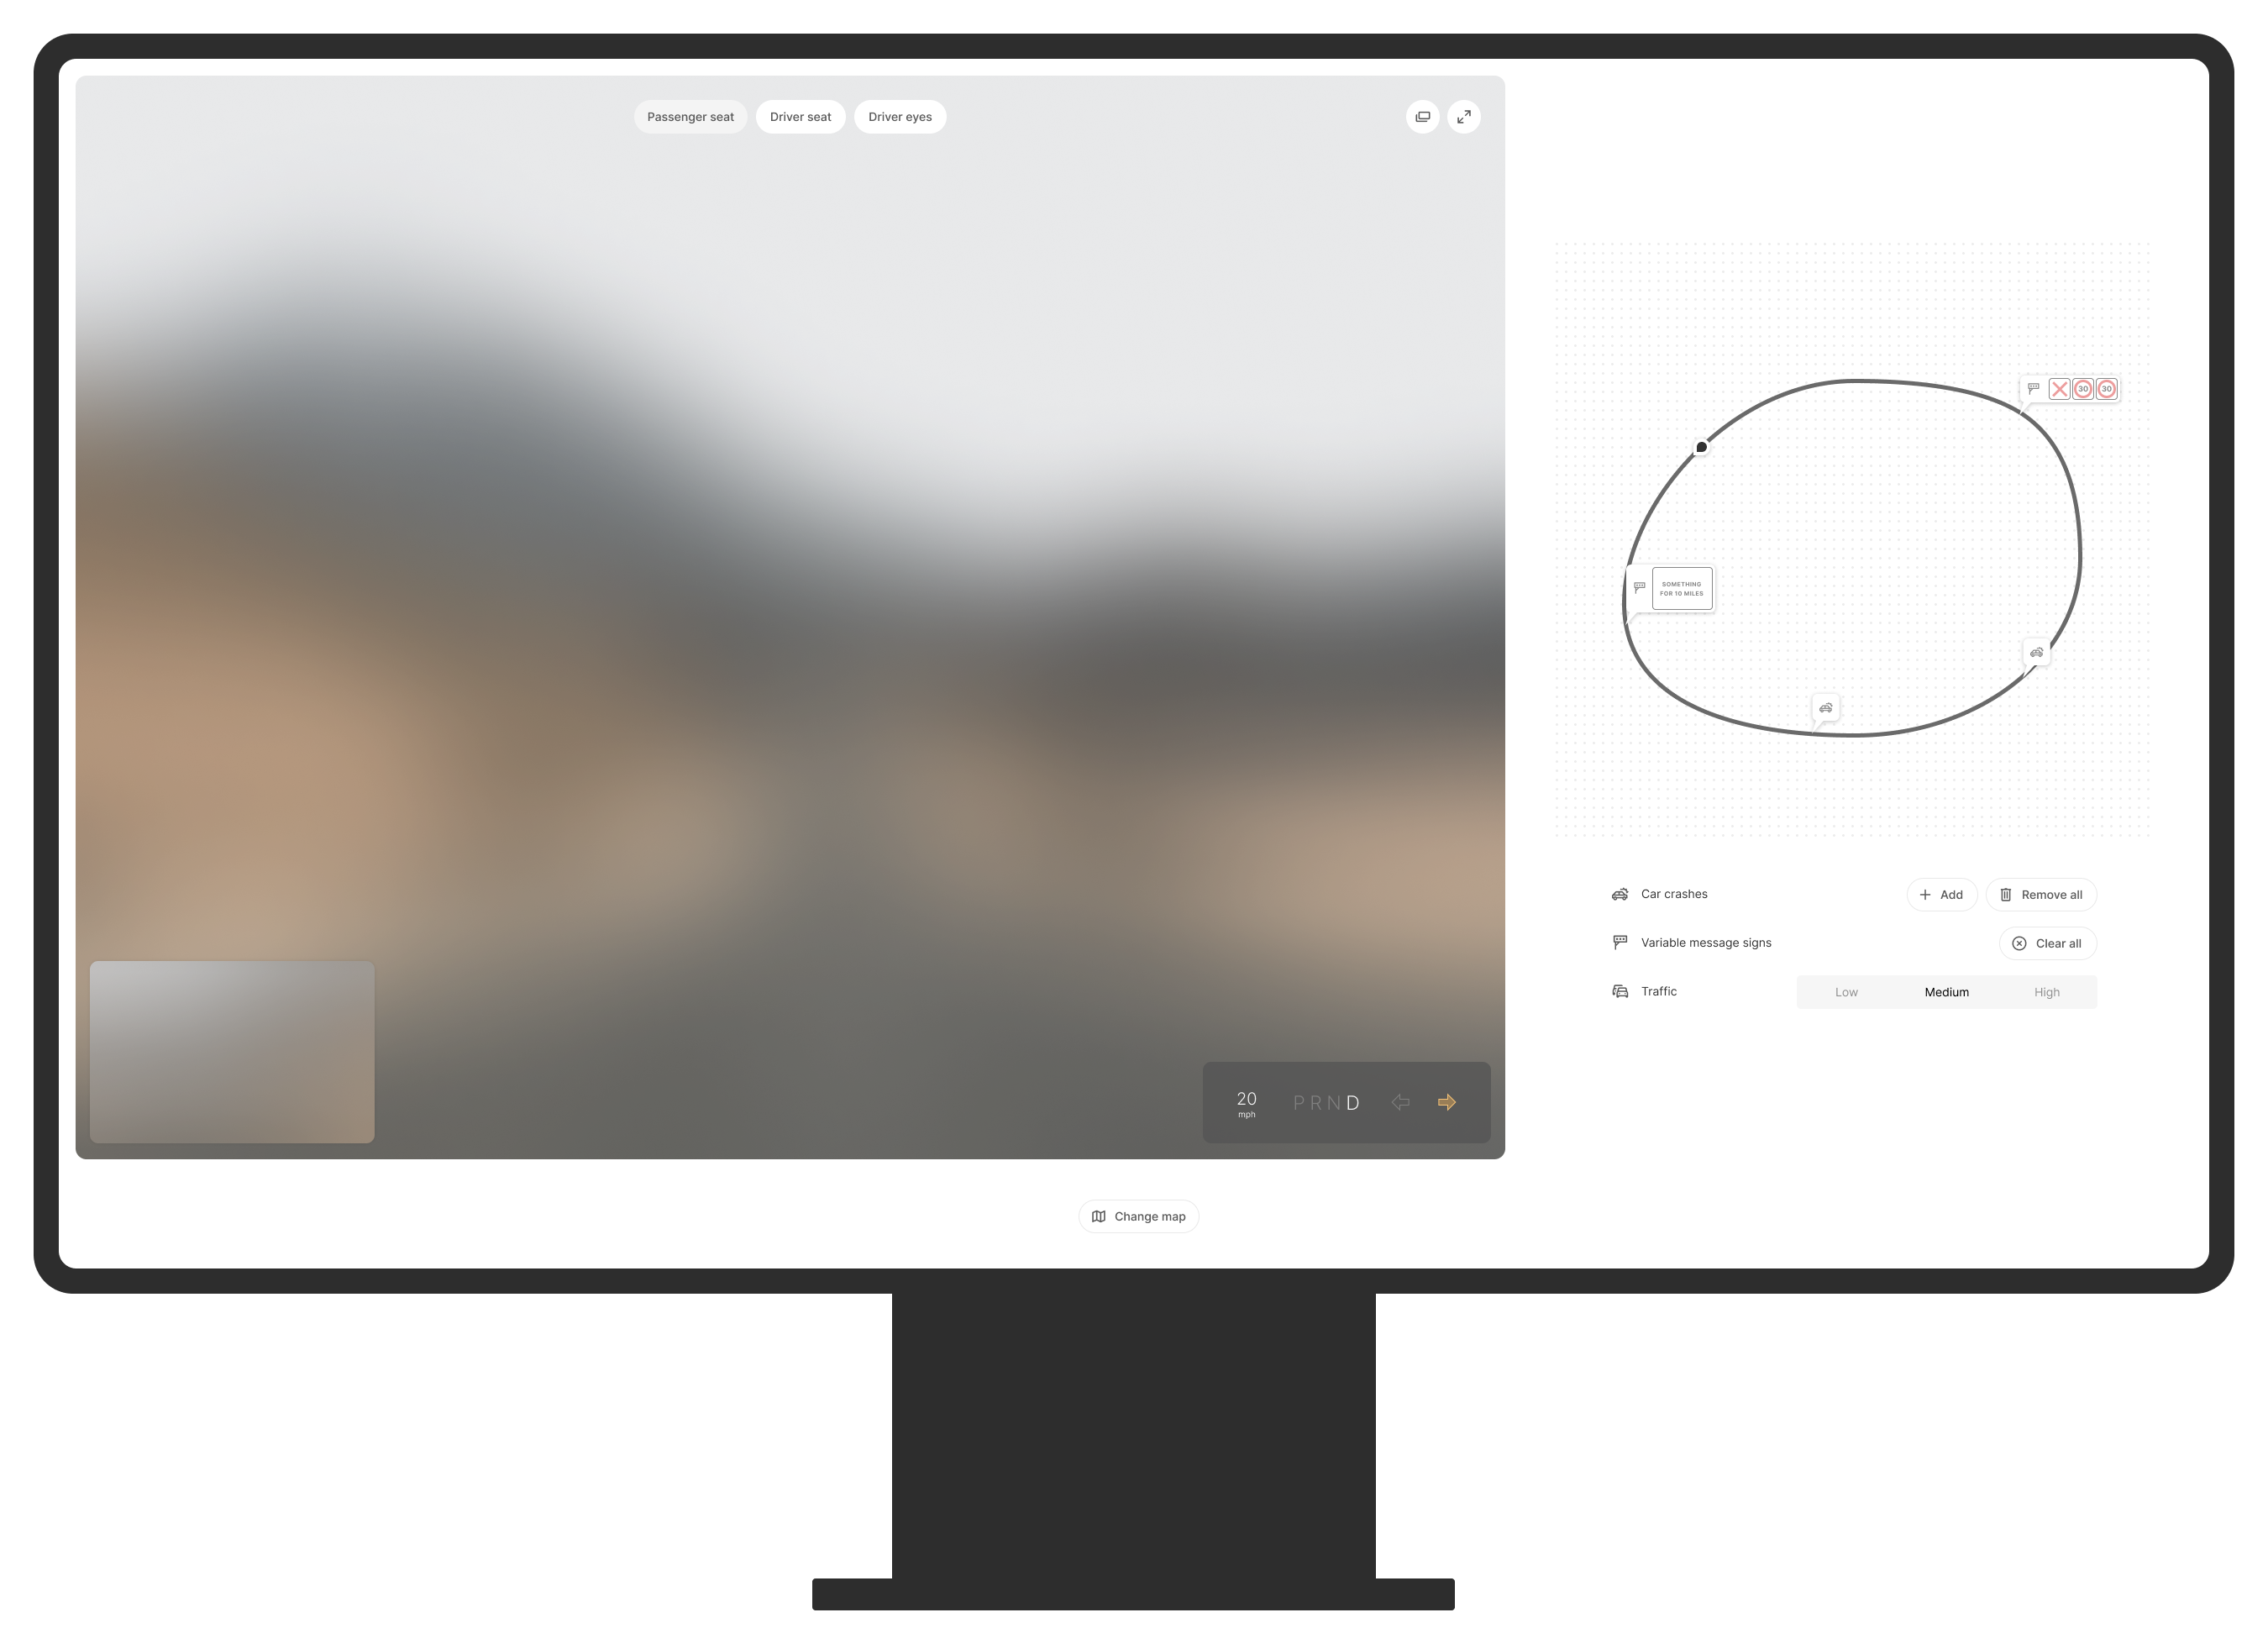 Passenger seat
Driver seat
Driver eyes
30
30
SOMETHING
FOR 10 MILES
Car crashes
Add
Remove all
Variable message signs
Clear all
Traffic
Low
Medium
High
20
mph
PRND
Change map